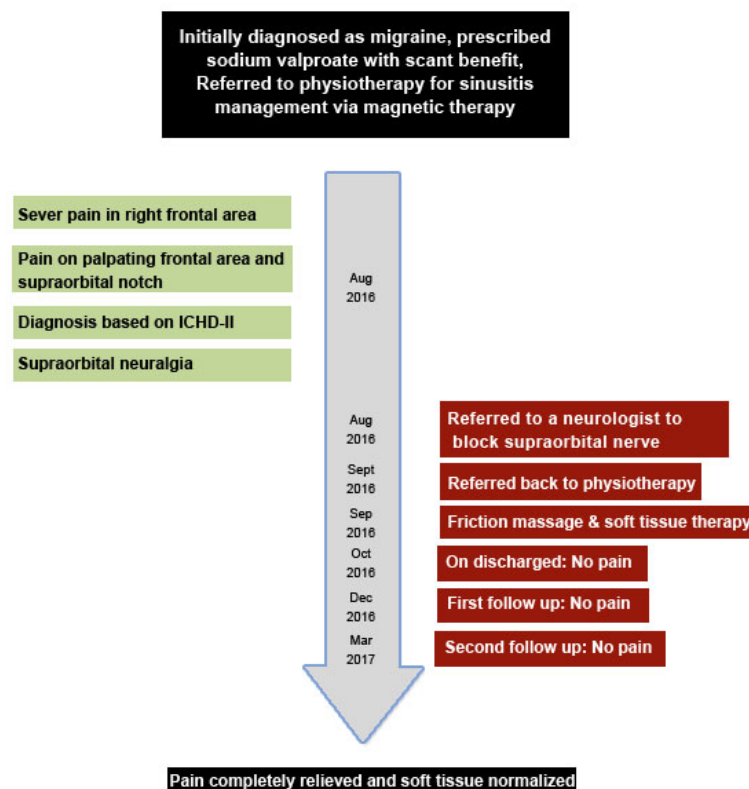 Initially diagnosed as migraine, prescribed
sodium valproate with scant benefit,
Referred to physiotherapy for sinusitis
management via magnetic therapy
Sever pain in right frontal area
Pain on palpating frontal area and
supraorbital notch
Aug
2016
Diagnosis based on ICHD-II
Supraorbital neuralgia
Aug
2016
Referred to a neurologist to
block supraorbital nerve
Sept
2016
Referred back to physiotherapy
Sep
2016
Friction massage & soft tissue therapy
Oct
2016
On discharged: No pain
Dec
2016
First follow up: No pain
Mar
2017
Second follow up: No pain
Pain completely relieved and soft tissue normalized